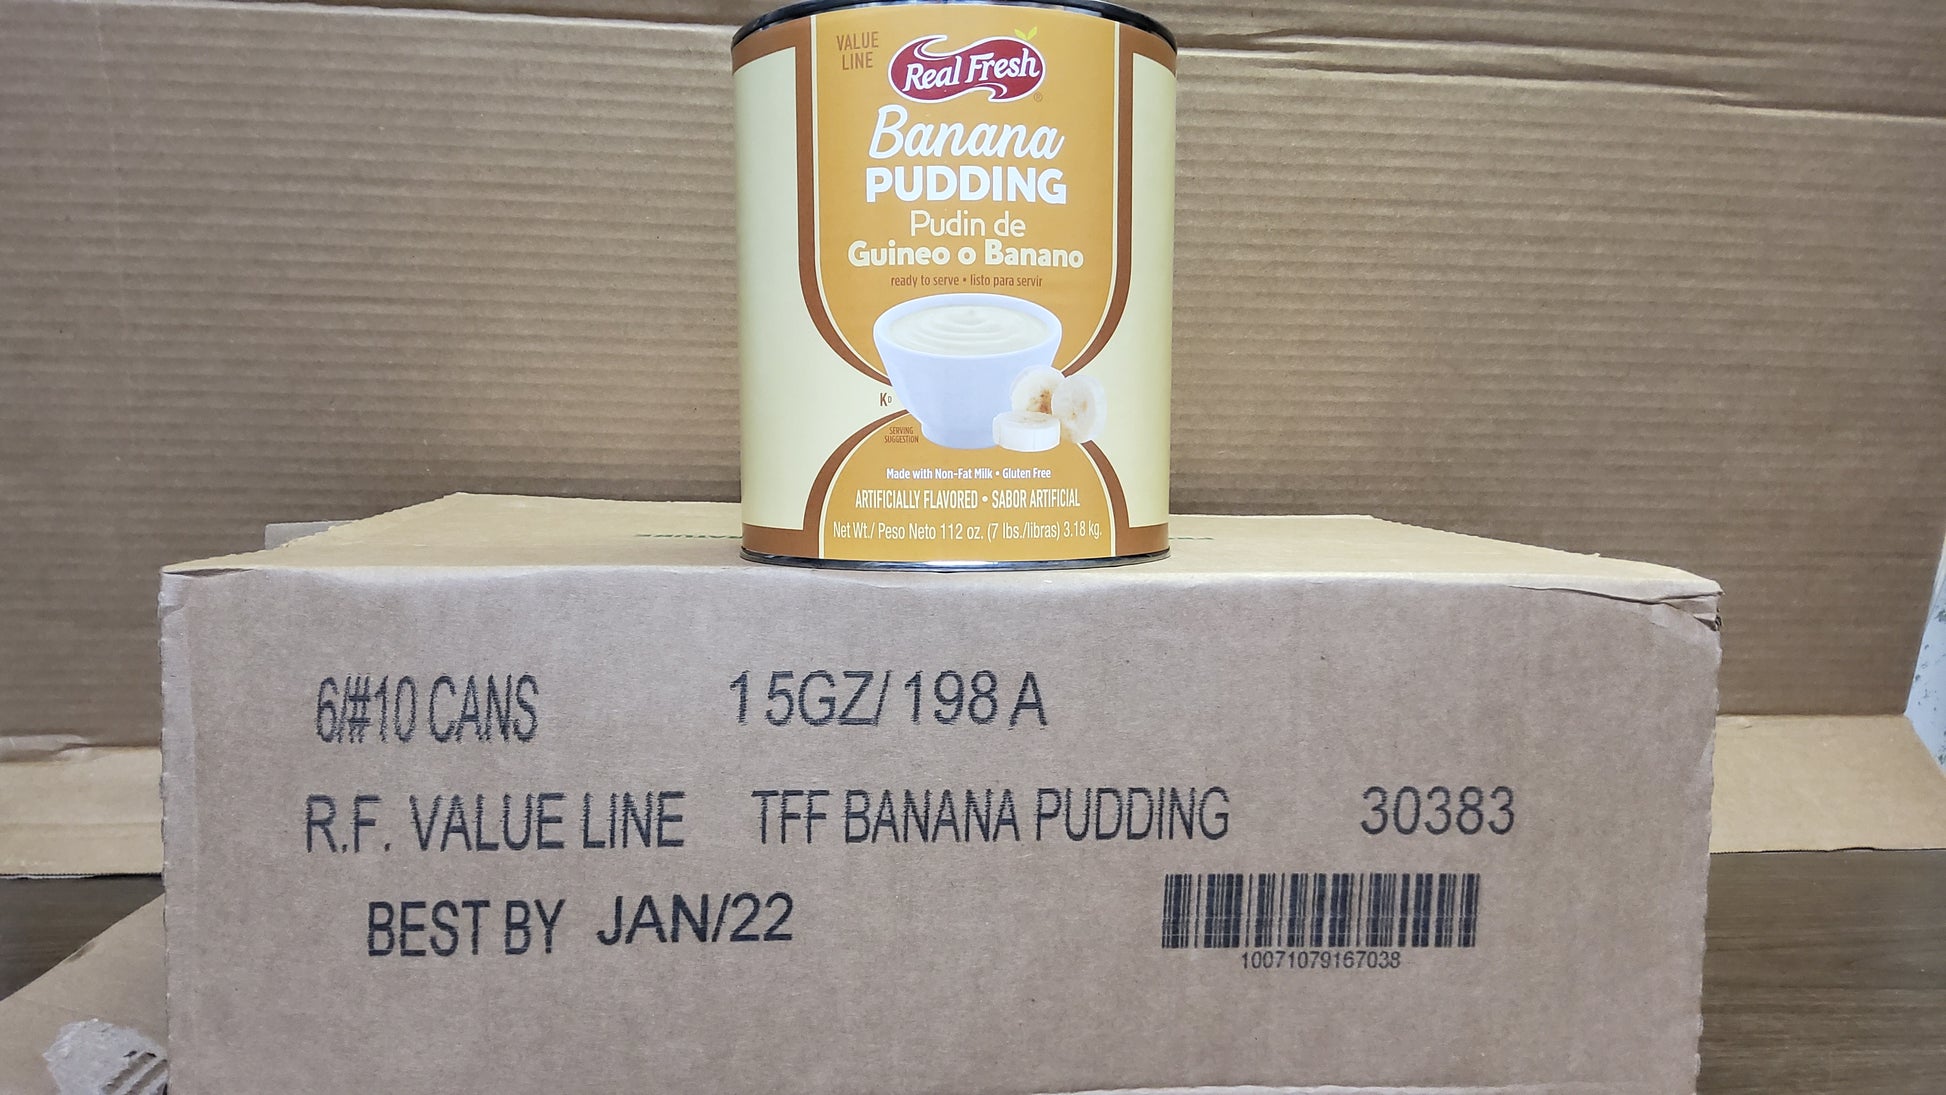 VALUE
LINE
Real Fresh
®
Banana
PUDDING
Pudin de
Guineo o Banano
ready to serve • listo para servir
KD
SERVING
SUGGESTION
Made with Non-Fat Milk • Gluten Free
ARTIFICIALLY FLAVORED • SABOR ARTIFICIAL
Net Wt./ Peso Neto 112 oz. (7 lbs./libras) 3.18 kg.
6/#10 CANS 15GZ/198 A
R.F. VALUE LINE TFF BANANA PUDDING 30383
BEST BY JAN/22
10071079167038